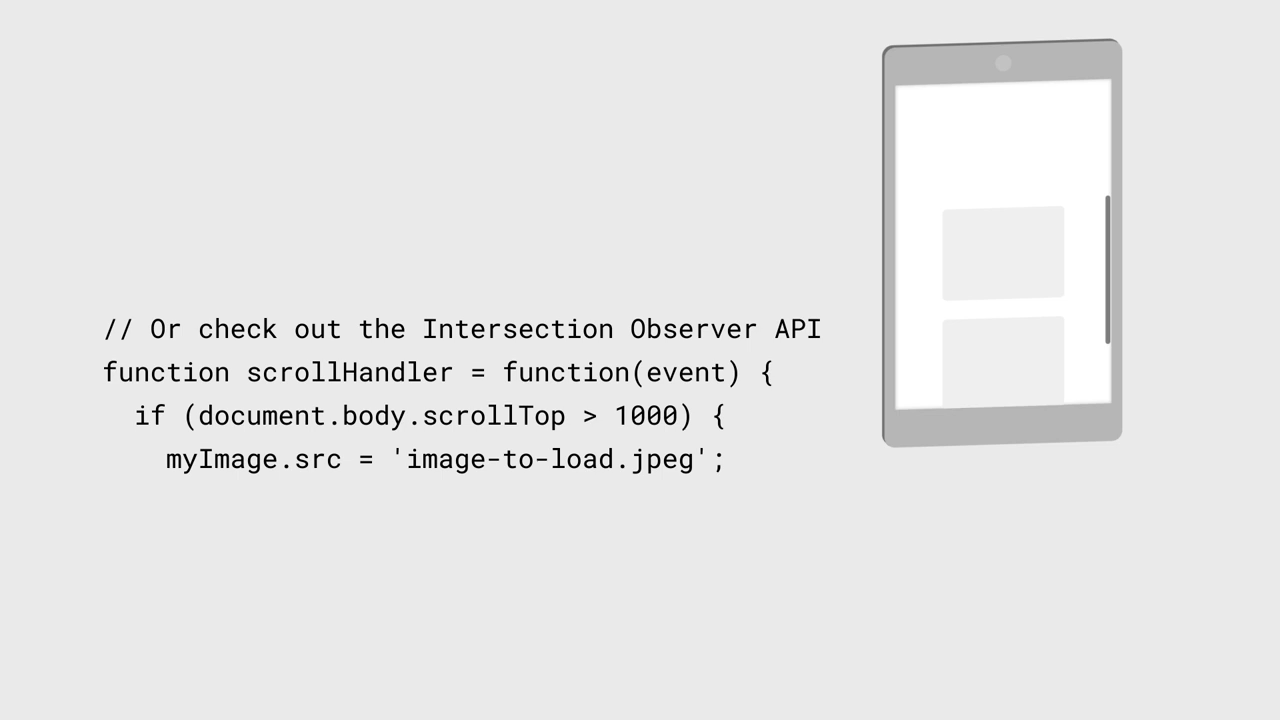 // Or check out the Intersection Observer API
function scrollHandler = function(event) {
  if (document.body.scrollTop > 1000) {
    myImage.src = 'image-to-load.jpeg';